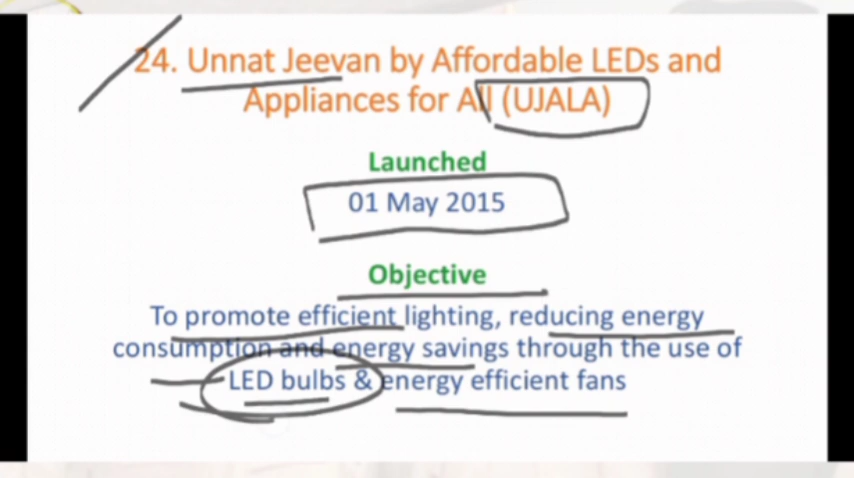 24. Unnat Jeevan by Affordable LEDs and
Appliances for All (UJALA)
Launched
01 May 2015
Objective
To promote efficient lighting, reducing energy
consumption and energy savings through the use of
LED bulbs & energy efficient fans